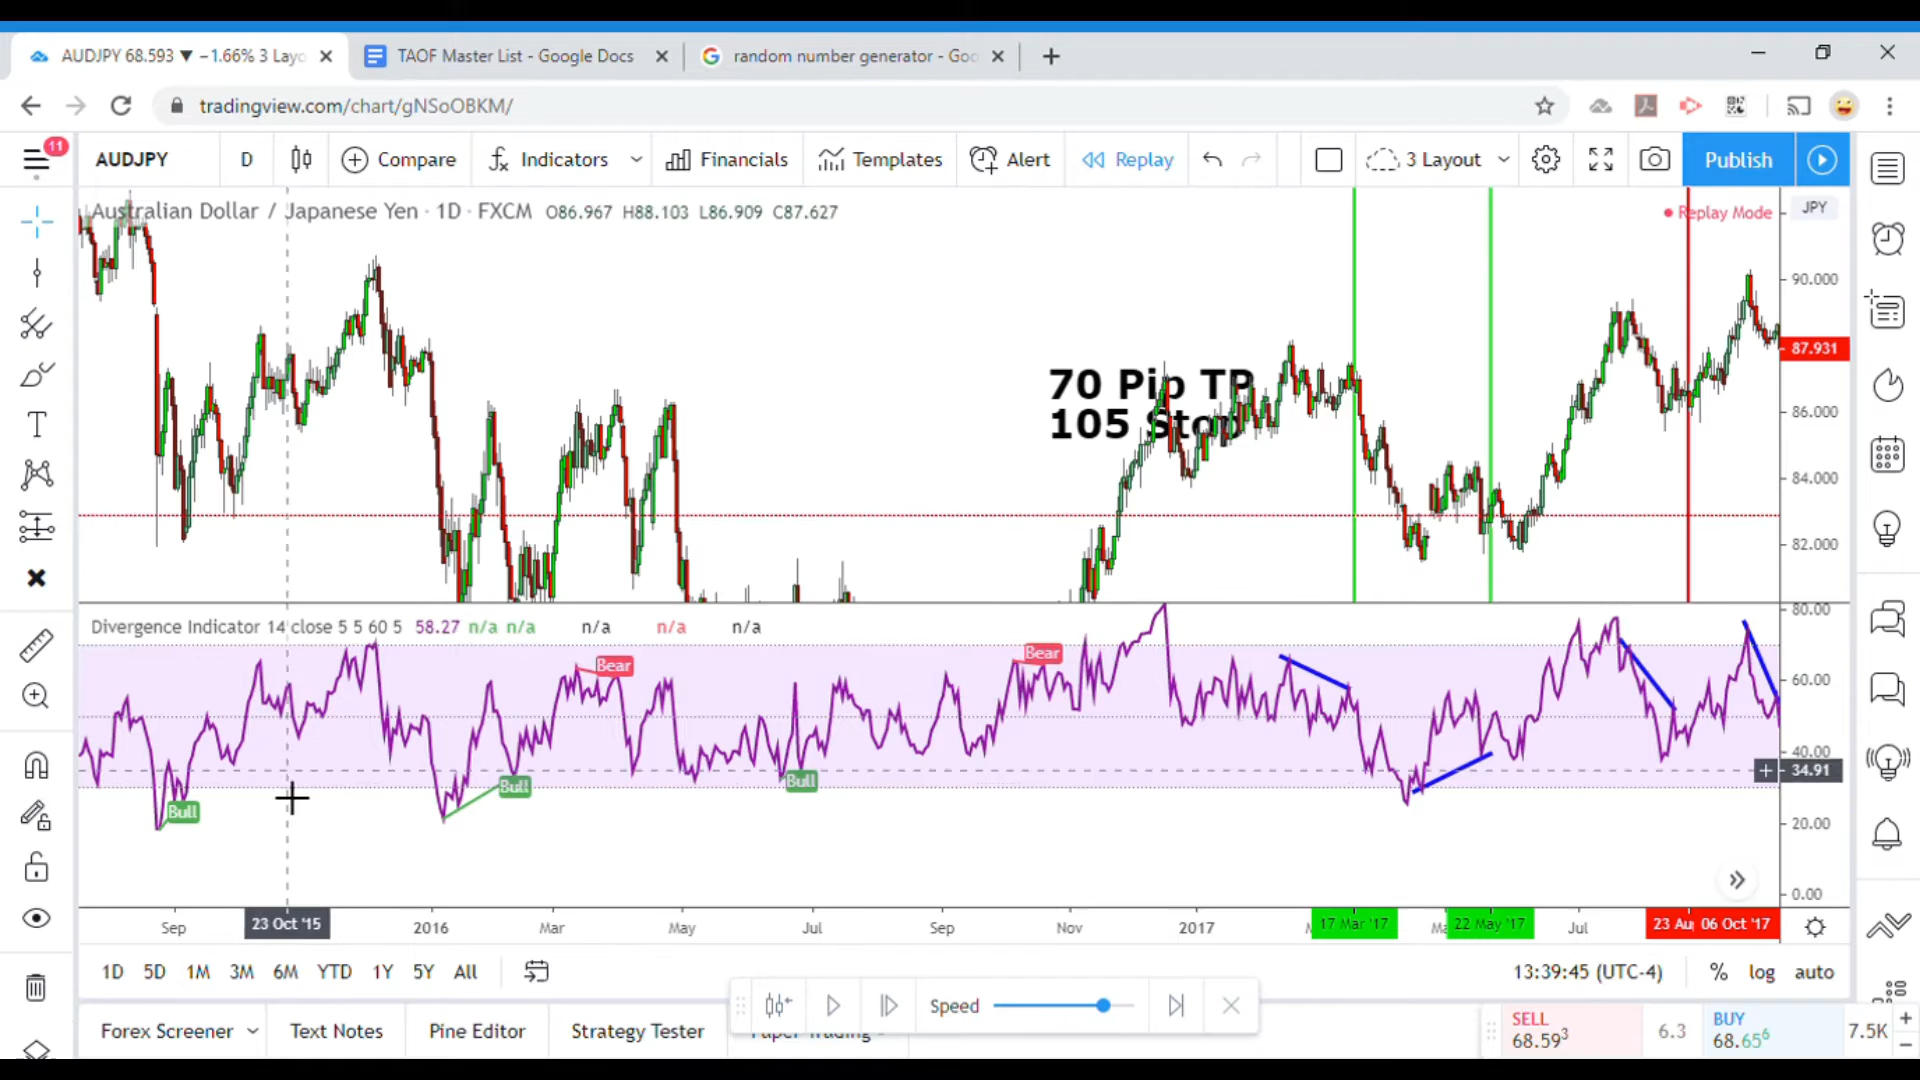 AUDJPY 68.593 ▼ −1.66% 3 Layo
TAOF Master List - Google Docs
random number generator - Goo
tradingview.com/chart/gNSoOBKM/
11
AUDJPY
D
Compare
Indicators
Financials
Templates
Alert
Replay
3 Layout
Publish
Australian Dollar / Japanese Yen · 1D · FXCM O86.967 H88.103 L86.909 C87.627
Replay Mode
JPY
90.000
87.931
86.000
84.000
82.000
70 Pip TP
105 Stop
Divergence Indicator 14 close 5 5 60 5 58.27 n/a n/a n/a n/a n/a
80.00
60.00
40.00
34.91
20.00
0.00
Bear
Bear
Bull
Bull
Bull
Sep
23 Oct '15
2016
Mar
May
Jul
Sep
Nov
2017
17 Mar '17
22 May '17
Jul
23 Au
06 Oct '17
1D 5D 1M 3M 6M YTD 1Y 5Y All
13:39:45 (UTC-4)
% log auto
Speed
Forex Screener
Text Notes
Pine Editor
Strategy Tester
Paper Trading
SELL
68.593
6.3
BUY
68.656
7.5K